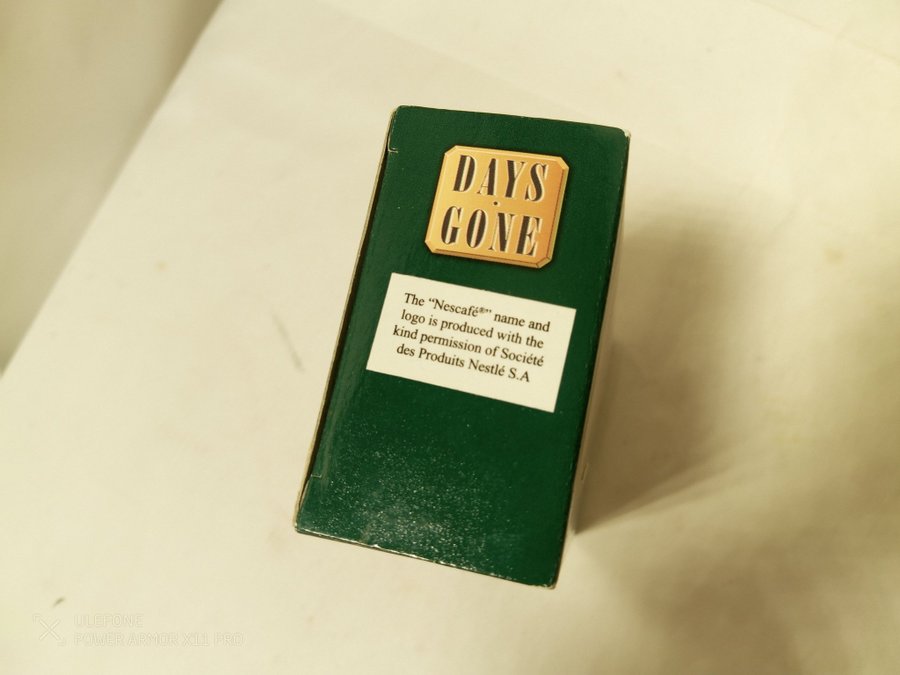 DAYS
GONE
The “Nescafé®” name and
logo is produced with the
kind permission of Société
des Produits Nestlé S.A
ULEFONE
POWER ARMOR X11 PRO